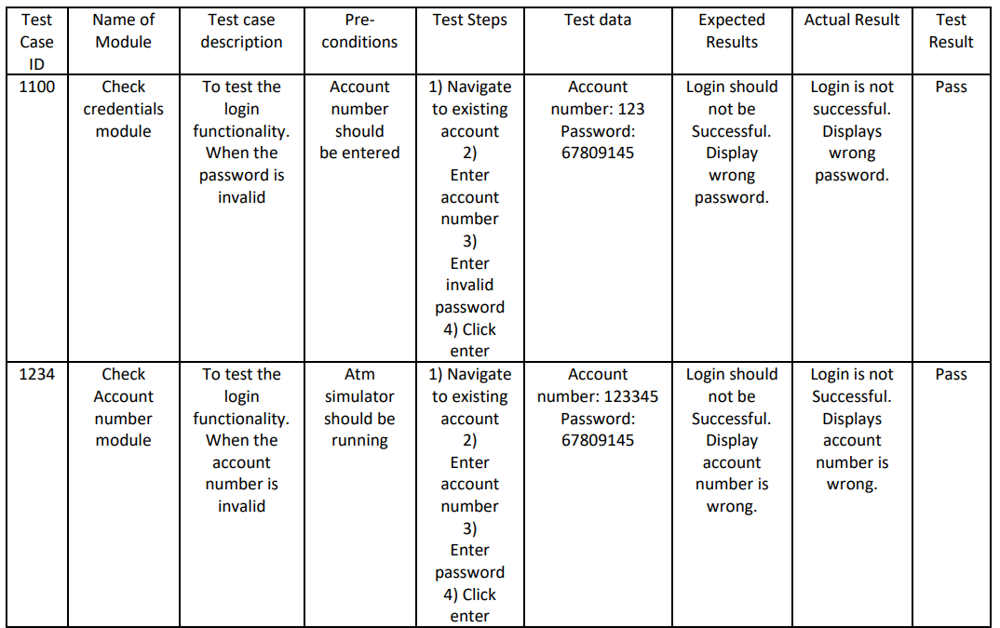 Test
Case
ID
Name of
Module
Test case
description
Pre-
conditions
Test Steps
Test data
Expected
Results
Actual Result
Test
Result
1100
Check
credentials
module
To test the
login
functionality.
When the
password is
invalid
Account
number
should
be entered
1) Navigate
to existing
account
2)
Enter
account
number
3)
Enter
invalid
password
4) Click
enter
Account
number: 123
Password:
67809145
Login should
not be
Successful.
Display
wrong
password.
Login is not
successful.
Displays
wrong
password.
Pass
1234
Check
Account
number
module
To test the
login
functionality.
When the
account
number is
invalid
Atm
simulator
should be
running
1) Navigate
to existing
account
2)
Enter
account
number
3)
Enter
password
4) Click
enter
Account
number: 123345
Password:
67809145
Login should
not be
Successful.
Display
account
number is
wrong.
Login is not
Successful.
Displays
account
number is
wrong.
Pass